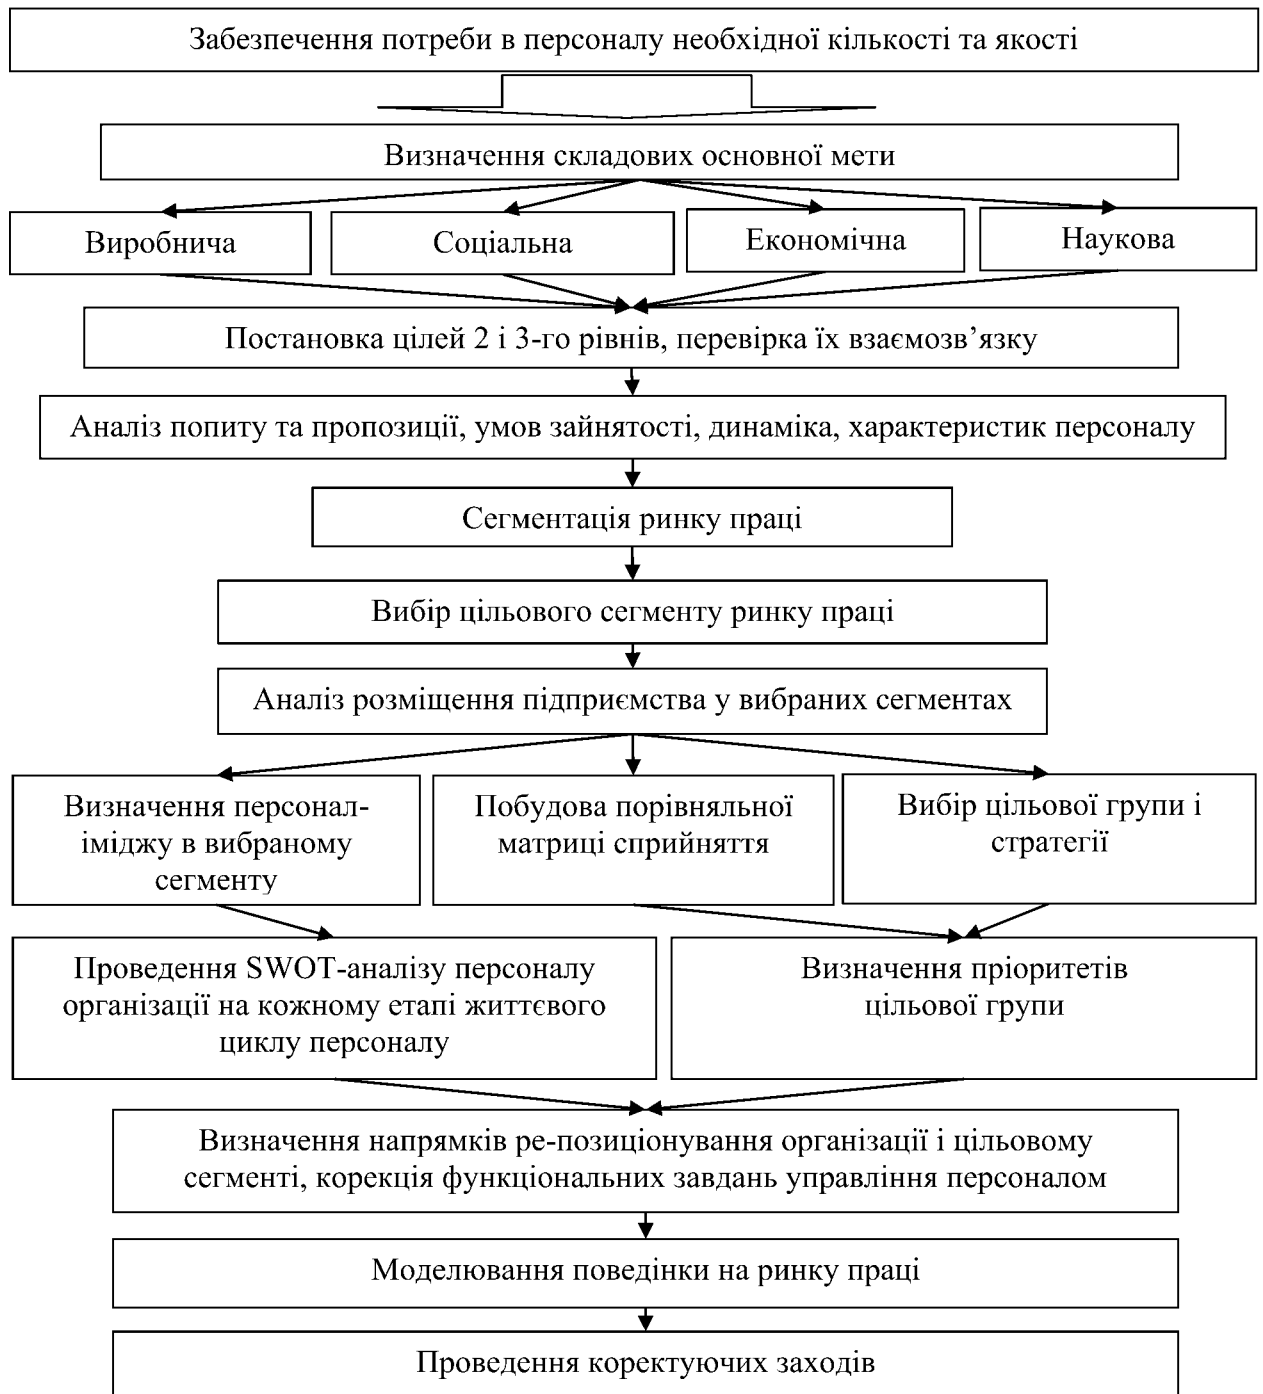 Забезпечення потреби в персоналу необхідної кількості та якості
Визначення складових основної мети
Виробнича
Соціальна
Економічна
Наукова
Постановка цілей 2 і 3-го рівнів, перевірка їх взаємозв’язку
Аналіз попиту та пропозиції, умов зайнятості, динаміка, характеристик персоналу
Сегментація ринку праці
Вибір цільового сегменту ринку праці
Аналіз розміщення підприємства у вибраних сегментах
Визначення персонал-
іміджу в вибраному
сегменту
Побудова порівняльної
матриці сприйняття
Вибір цільової групи і
стратегії
Проведення SWOT-аналізу персоналу
організації на кожному етапі життєвого
циклу персоналу
Визначення пріоритетів
цільової групи
Визначення напрямків ре-позиціонування організації і цільовому
сегменті, корекція функціональних завдань управління персоналом
Моделювання поведінки на ринку праці
Проведення коректуючих заходів